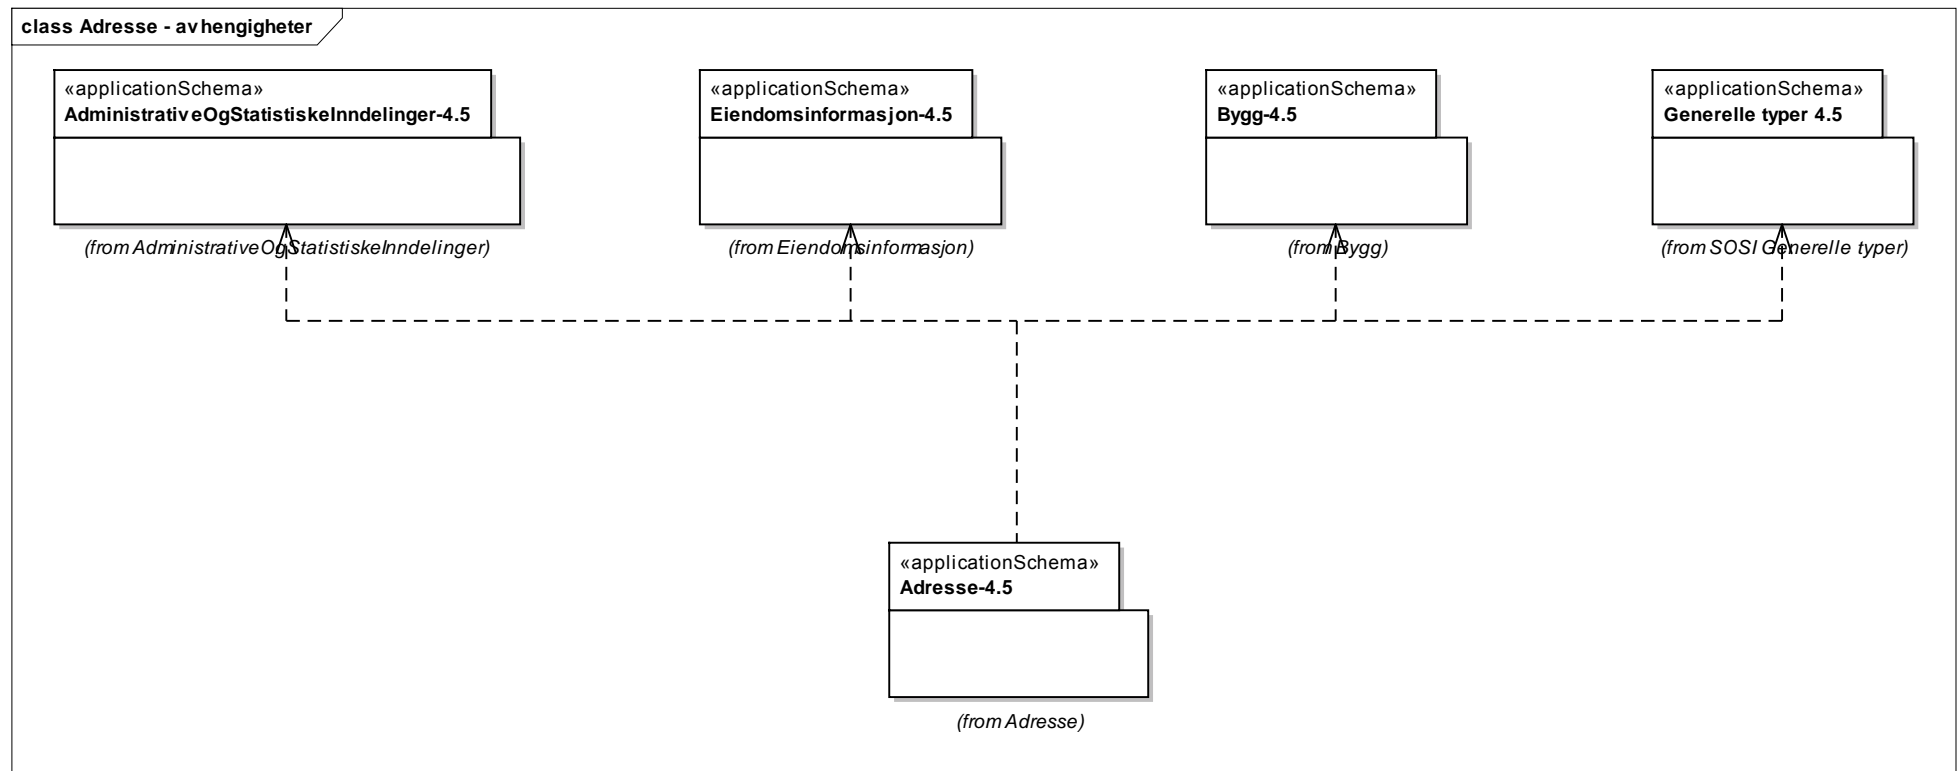 class Adresse - avhengigheter
«applicationSchema»
AdministrativeOgStatistiskeInndelinger-4.5
(from AdministrativeOgStatistiskeInndelinger)
«applicationSchema»
Eiendomsinformasjon-4.5
(from Eiendomsinformasjon)
«applicationSchema»
Bygg-4.5
(from Bygg)
«applicationSchema»
Generelle typer 4.5
(from SOSI Generelle typer)
«applicationSchema»
Adresse-4.5
(from Adresse)